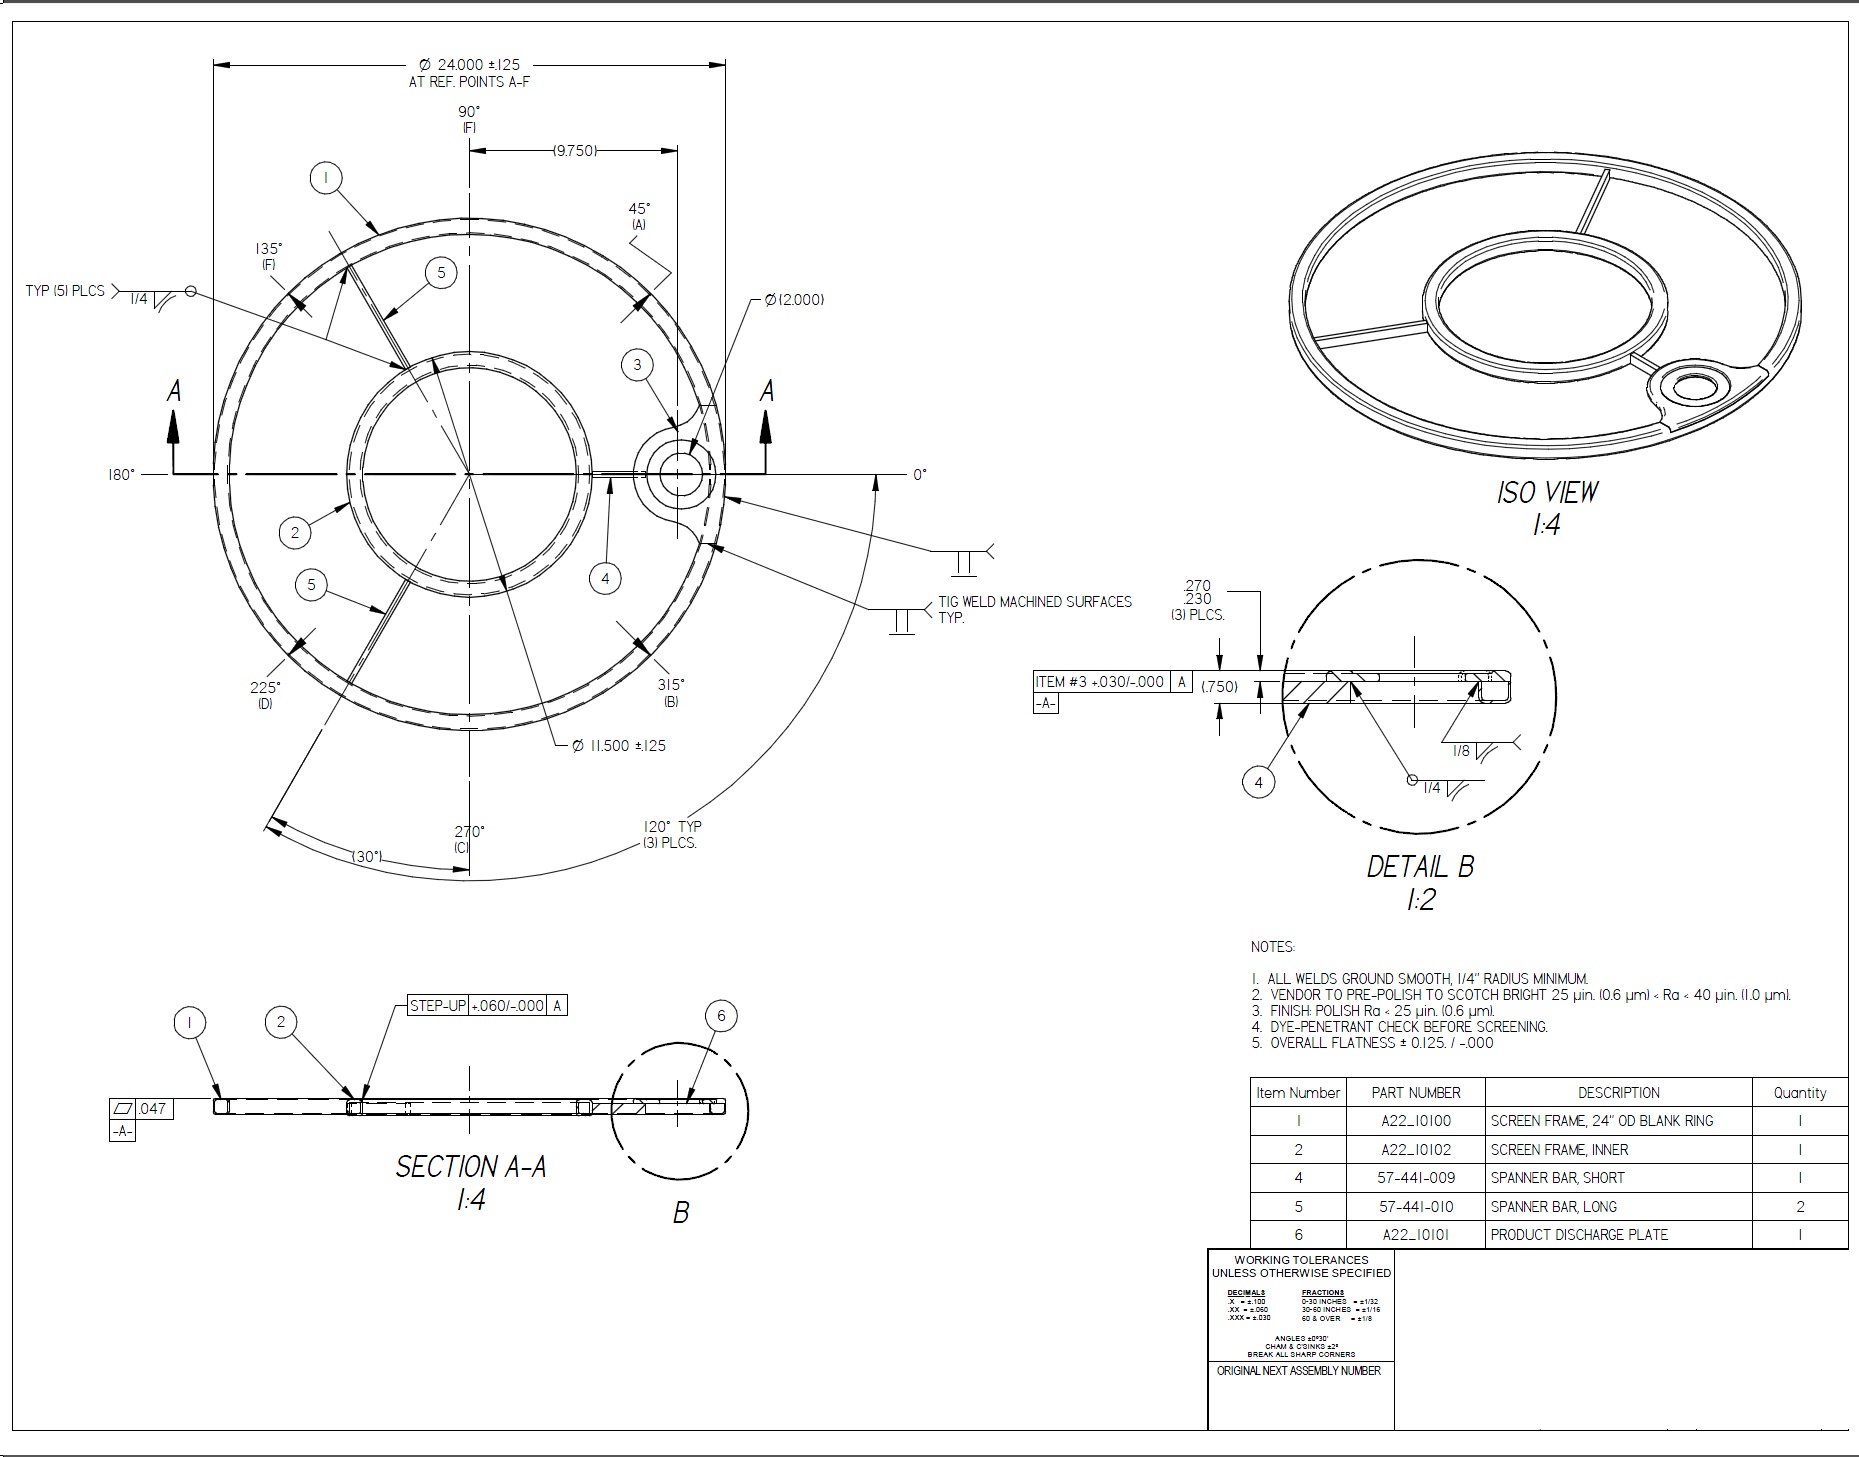 Ø 24.000 ±.125
AT REF. POINTS A-F
90°
(F)
(9.750)
1
45°
(A)
135°
(F)
5
TYP (5) PLCS
1/4
Ø(2.000)
3
A
A
180°
0°
2
5
4
TIG WELD MACHINED SURFACES
TYP.
225°
(D)
315°
(B)
Ø 11.500 ±.125
270°
(C)
(30°)
120° TYP
(3) PLCS.
ISO VIEW
1:4
.270
.230
(3) PLCS.
ITEM #3 +.030/-.000 A
-A-
(.750)
1/8
1/4
4
DETAIL B
1:2
1
2
STEP-UP +.060/-.000 A
6
.047
-A-
SECTION A-A
1:4
B
NOTES:
1. ALL WELDS GROUND SMOOTH, 1/4" RADIUS MINIMUM.
2. VENDOR TO PRE-POLISH TO SCOTCH BRIGHT 25 µin. (0.6 µm) < Ra < 40 µin. (1.0 µm).
3. FINISH: POLISH Ra < 25 µin. (0.6 µm).
4. DYE-PENETRANT CHECK BEFORE SCREENING.
5. OVERALL FLATNESS ± 0.125. / -.000
Item Number PART NUMBER DESCRIPTION Quantity
1 A22_10100 SCREEN FRAME, 24" OD BLANK RING 1
2 A22_10102 SCREEN FRAME, INNER 1
4 57-441-009 SPANNER BAR, SHORT 1
5 57-441-010 SPANNER BAR, LONG 2
6 A22_10101 PRODUCT DISCHARGE PLATE 1
WORKING TOLERANCES
UNLESS OTHERWISE SPECIFIED
DECIMALS FRACTIONS
.X = ±.100 0-30 INCHES = ±1/32
.XX = ±.060 30-60 INCHES = ±1/16
.XXX = ±.030 60 & OVER = ±1/8
ANGLES ±0°30'
CHAM & C'SINKS ±2°
BREAK ALL SHARP CORNERS
ORIGINAL NEXT ASSEMBLY NUMBER